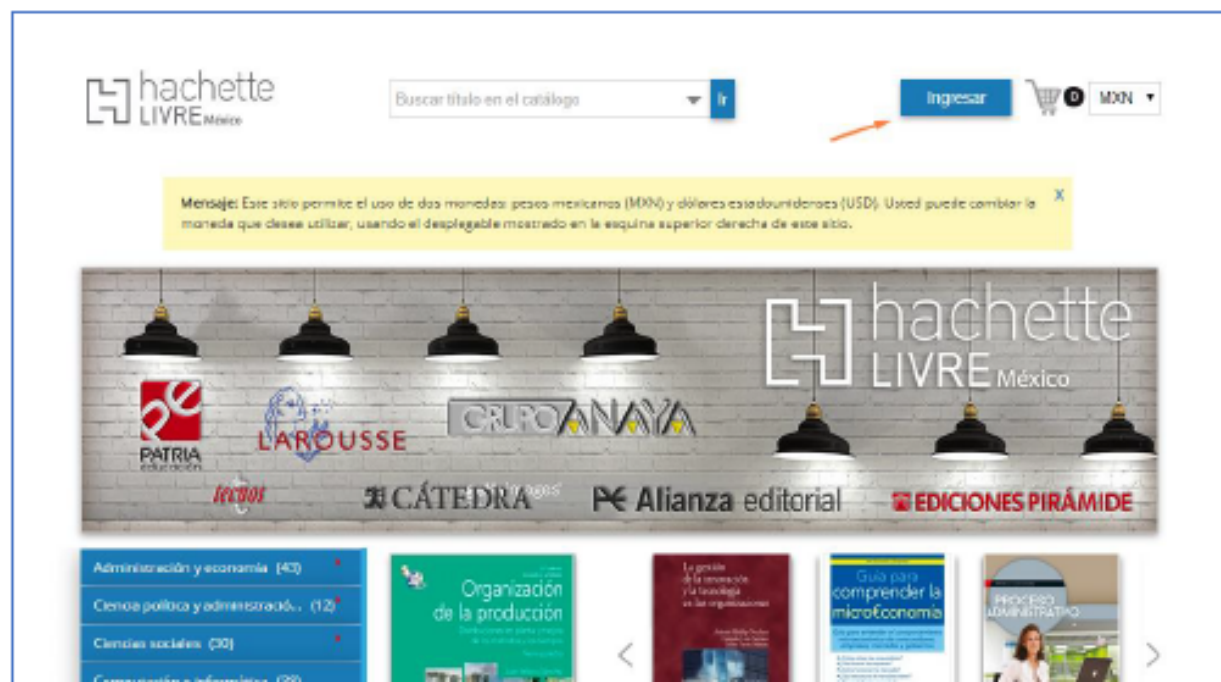 hachette
LIVRE México
Buscar título en el catálogo
Ir
Ingresar
0
MXN
Mensaje: Este sitio permite el uso de dos monedas: pesos mexicanos (MXN) y dólares estadounidenses (USD). Usted puede cambiar la
moneda que desea utilizar, usando el desplegable mostrado en la esquina superior derecha de este sitio.
X
hachette
LIVRE México
PATRIA
educación
LAROUSSE
GRUPO ANAYA
tecnos
CÁTEDRA
Alianza editorial
EDICIONES PIRÁMIDE
Administración y economía (43)
Ciencia política y administració... (12)
Ciencias sociales (30)
Organización
de la producción
La gestión
de la innovación
y la tecnología
en las organizaciones
Guía para
comprender la
microEconomía
PROCESO
ADMINISTRATIVO